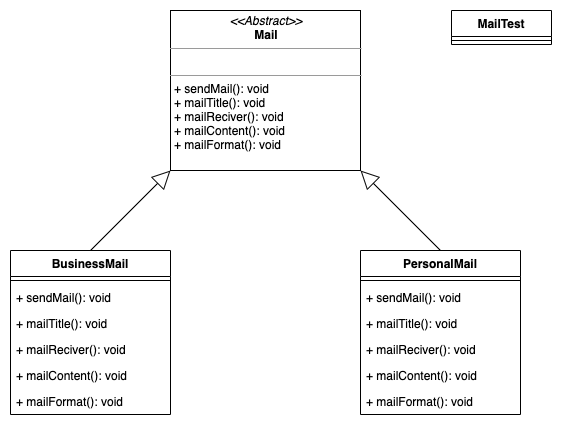 <<Abstract>>
Mail
+ sendMail(): void
+ mailTitle(): void
+ mailReciver(): void
+ mailContent(): void
+ mailFormat(): void
MailTest
BusinessMail
+ sendMail(): void
+ mailTitle(): void
+ mailReciver(): void
+ mailContent(): void
+ mailFormat(): void
PersonalMail
+ sendMail(): void
+ mailTitle(): void
+ mailReciver(): void
+ mailContent(): void
+ mailFormat(): void